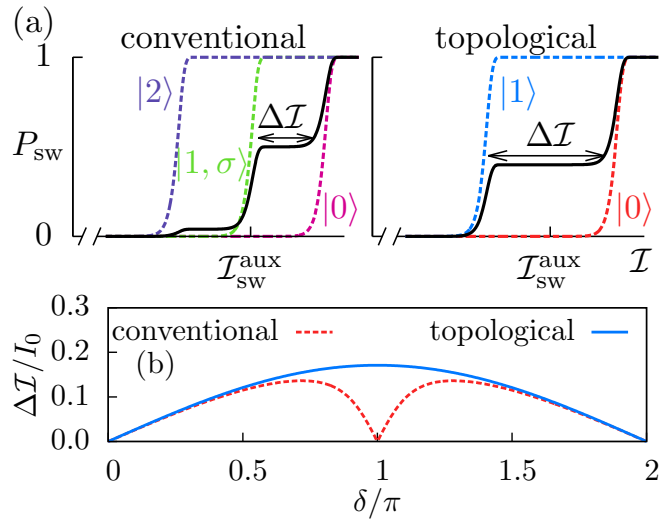 (a) conventional topological
1
|2⟩ |1⟩
Δℐ Δℐ
P_sw |1, σ⟩
|0⟩ |0⟩
0
ℐ_sw^aux ℐ_sw^aux ℐ
0.3
conventional topological
0.2
(b)
Δℐ/I_0
0.1
0.0
0 0.5 1 1.5 2
δ/π